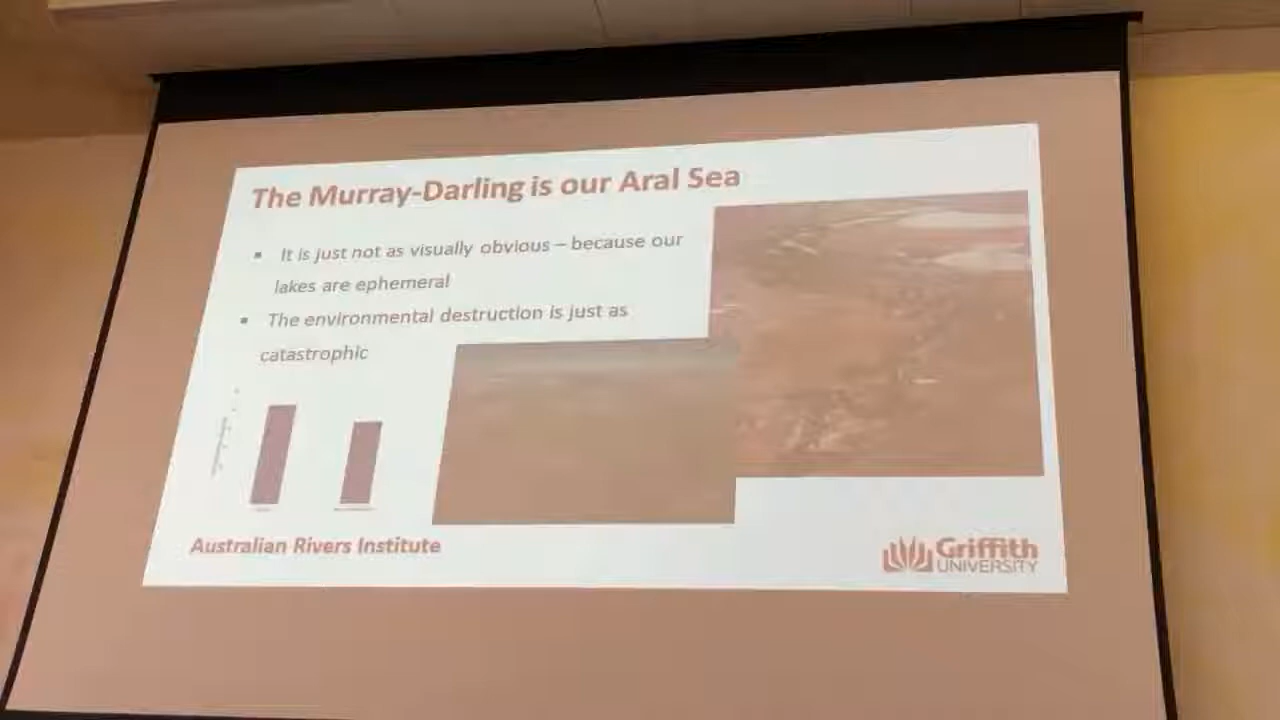 The Murray-Darling is our Aral Sea
▪ It is just not as visually obvious – because our
lakes are ephemeral
▪ The environmental destruction is just as
catastrophic
Australian Rivers Institute
Griffith
UNIVERSITY